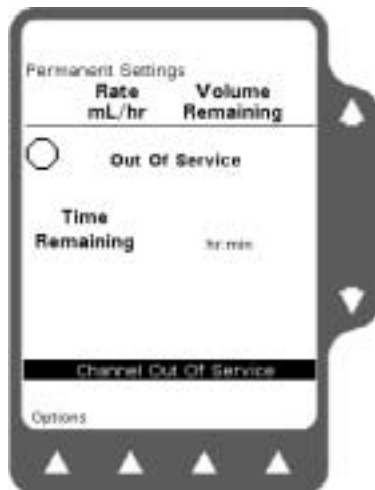 Permanent Settings
Rate Volume
mL/hr Remaining
Out Of Service
Time
Remaining hr:min
Channel Out Of Service
Options